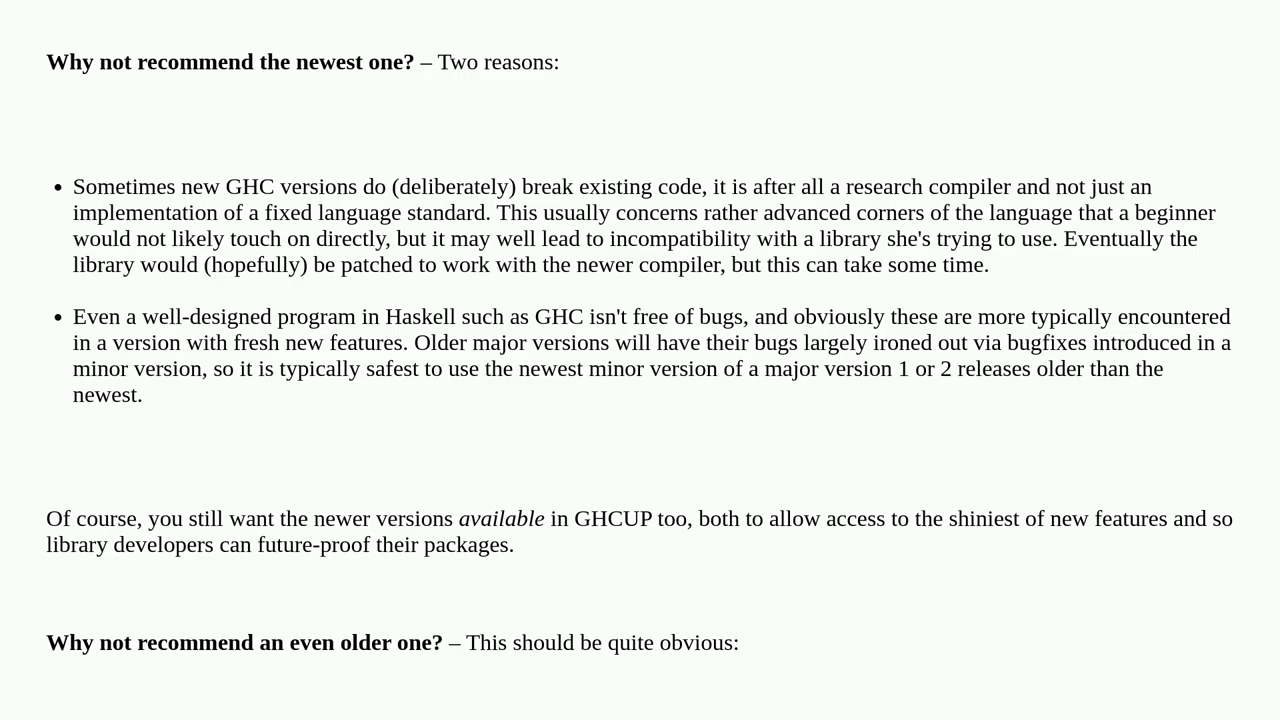 Why not recommend the newest one? – Two reasons:
• Sometimes new GHC versions do (deliberately) break existing code, it is after all a research compiler and not just an
implementation of a fixed language standard. This usually concerns rather advanced corners of the language that a beginner
would not likely touch on directly, but it may well lead to incompatibility with a library she's trying to use. Eventually the
library would (hopefully) be patched to work with the newer compiler, but this can take some time.
• Even a well-designed program in Haskell such as GHC isn't free of bugs, and obviously these are more typically encountered
in a version with fresh new features. Older major versions will have their bugs largely ironed out via bugfixes introduced in a
minor version, so it is typically safest to use the newest minor version of a major version 1 or 2 releases older than the
newest.
Of course, you still want the newer versions available in GHCUP too, both to allow access to the shiniest of new features and so
library developers can future-proof their packages.
Why not recommend an even older one? – This should be quite obvious: